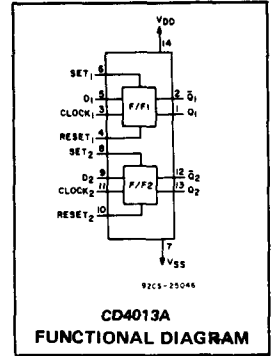 VDD
14
6
SET1
5
D1
2
Q̅1
F/F1
3
CLOCK1
1
Q1
4
RESET1
SET2
8
D2
9
12
Q̅2
F/F2
CLOCK2
11
13
Q2
10
RESET2
7
VSS
92CS-25046
CD4013A
FUNCTIONAL DIAGRAM